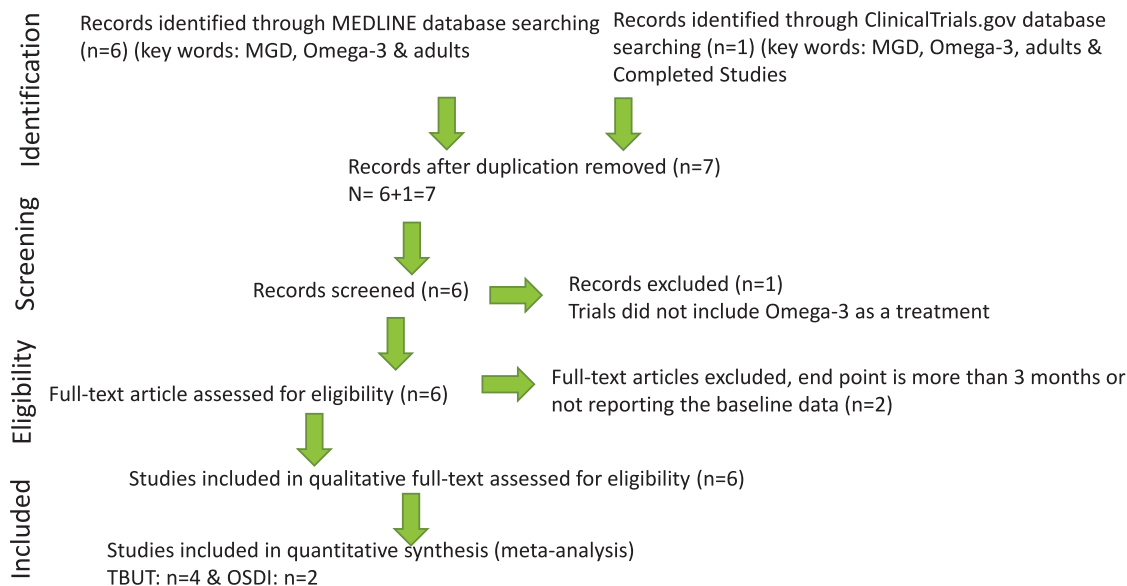 Identification
Records identified through MEDLINE database searching
(n=6) (key words: MGD, Omega-3 & adults
Records identified through ClinicalTrials.gov database
searching (n=1) (key words: MGD, Omega-3, adults &
Completed Studies
Records after duplication removed (n=7)
N= 6+1=7
Screening
Records screened (n=6)
Records excluded (n=1)
Trials did not include Omega-3 as a treatment
Eligibility
Full-text article assessed for eligibility (n=6)
Full-text articles excluded, end point is more than 3 months or
not reporting the baseline data (n=2)
Included
Studies included in qualitative full-text assessed for eligibility (n=6)
Studies included in quantitative synthesis (meta-analysis)
TBUT: n=4 & OSDI: n=2